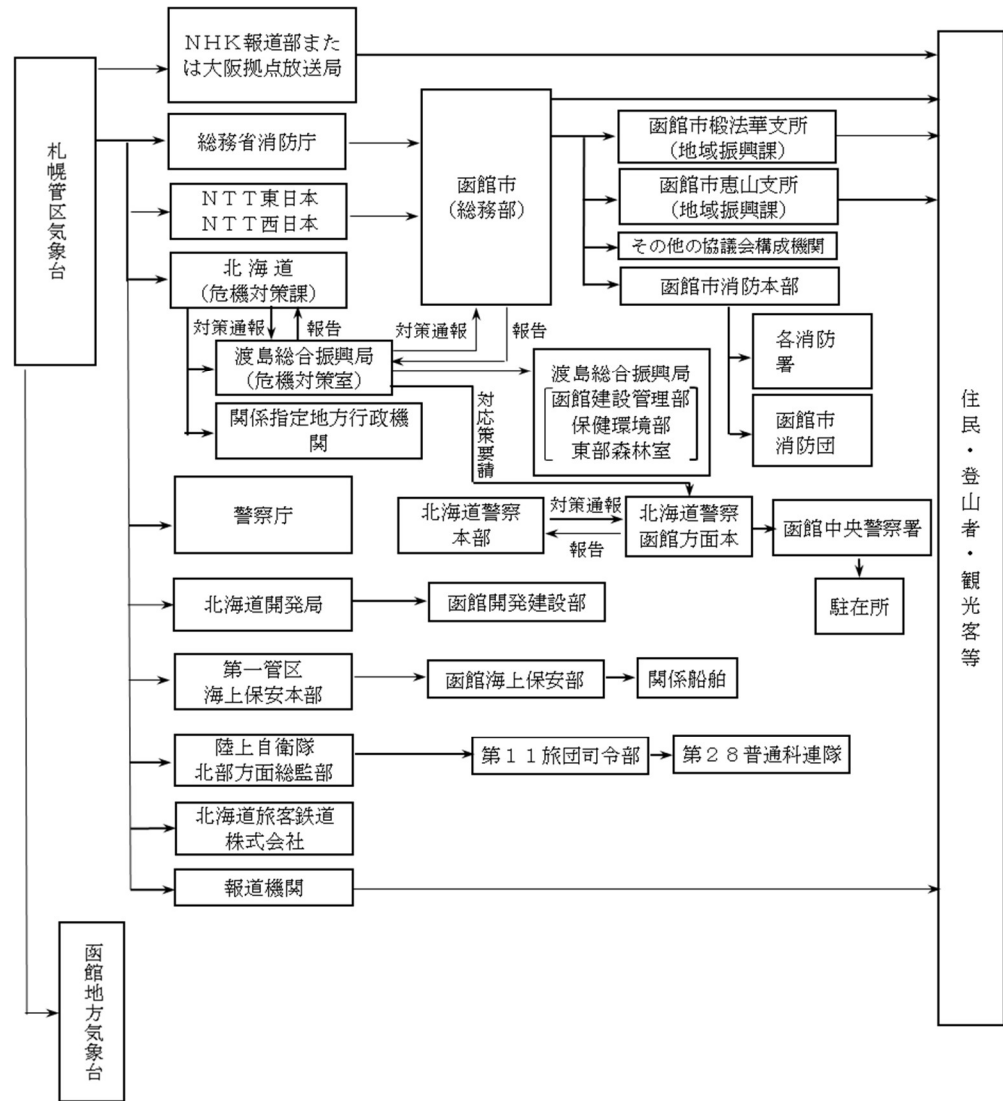 ＮＨＫ報道部また
は大阪拠点放送局
札幌管区気象台
総務省消防庁
ＮＴＴ東日本
ＮＴＴ西日本
北海道
(危機対策課)
函館市
(総務部)
函館市椴法華支所
(地域振興課)
函館市恵山支所
(地域振興課)
その他の協議会構成機関
函館市消防本部
対策通報
報告
対策通報
報告
渡島総合振興局
(危機対策室)
関係指定地方行政機
関
対応策要請
渡島総合振興局
函館建設管理部
保健環境部
東部森林室
各消防
署
函館市
消防団
住民・登山者・観光客等
警察庁
北海道警察
本部
対策通報
報告
北海道警察
函館方面本
函館中央警察署
駐在所
北海道開発局
函館開発建設部
第一管区
海上保安本部
函館海上保安部
関係船舶
陸上自衛隊
北部方面総監部
第１１旅団司令部
第２８普通科連隊
北海道旅客鉄道
株式会社
報道機関
函館地方気象台